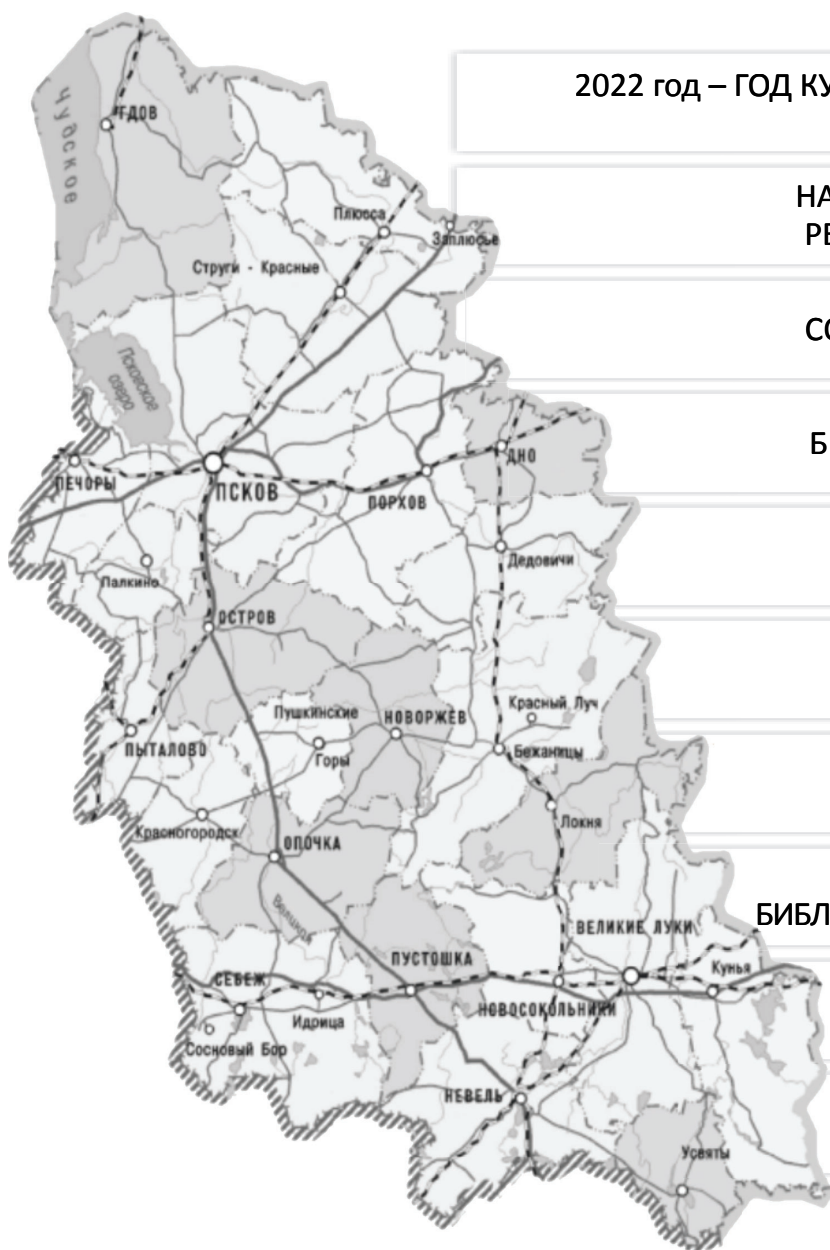 2022 год – ГОД КУ
НА
РЕ
СО
Б
БИБЛ
Чудское
ГДОВ
Плюсса
Заплюсье
Струги - Красные
Псковское
озеро
ПЕЧОРЫ
ПСКОВ
ПОРХОВ
ДНО
Палкино
Дедовичи
ОСТРОВ
Пушкинские
Горы
НОВОРЖЕВ
Красный Луч
Бежаницы
ПЫТАЛОВО
Красногородск
ОПОЧКА
Локня
Великая
ВЕЛИКИЕ ЛУКИ
ПУСТОШКА
Кунья
СЕБЕЖ
Идрица
НОВОСОКОЛЬНИКИ
Сосновый Бор
НЕВЕЛЬ
Усвяты